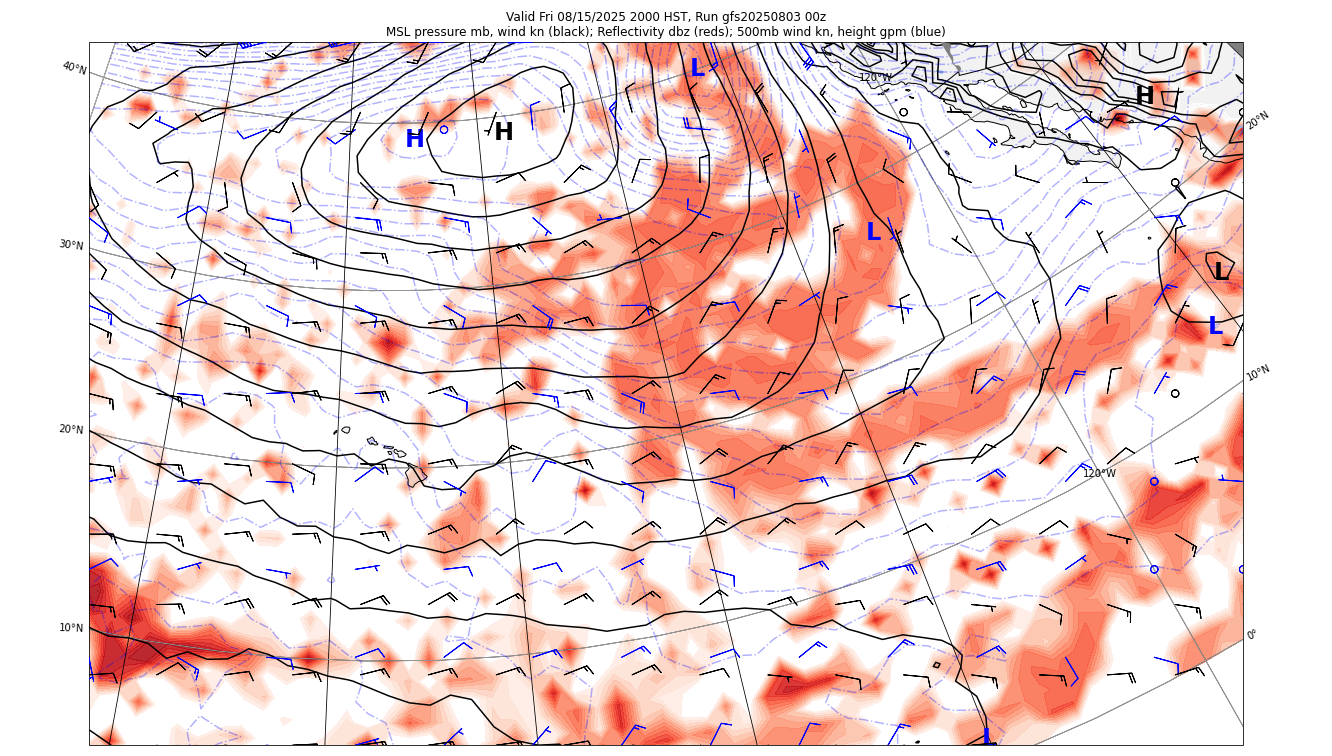 Valid Fri 08/15/2025 2000 HST, Run gfs20250803 00z
MSL pressure mb, wind kn (black); Reflectivity dbz (reds); 500mb wind kn, height gpm (blue)
40°N
L
120°W
H
20°N
H
H
L
30°N
L
L
10°N
20°N
120°W
10°N
0°
L